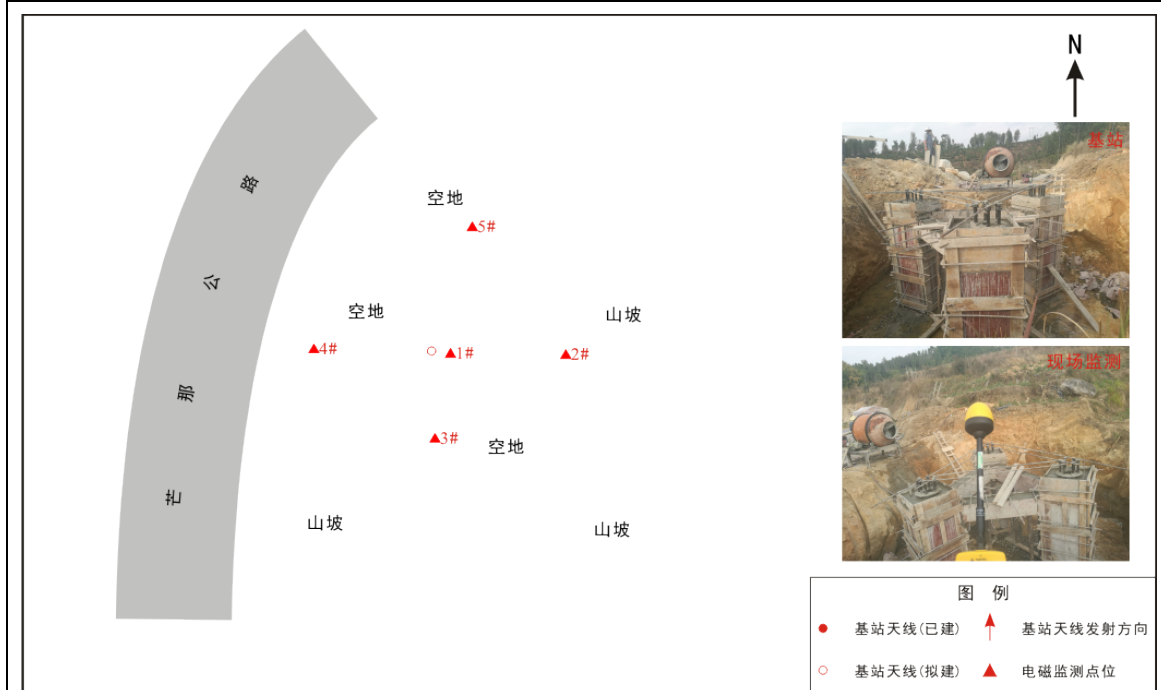 N
基站
路
空地
5#
公
空地
山坡
4#
1#
2#
现场监测
那
3#
空地
芒
山坡
山坡
图 例
基站天线(已建)
基站天线发射方向
基站天线(拟建)
电磁监测点位